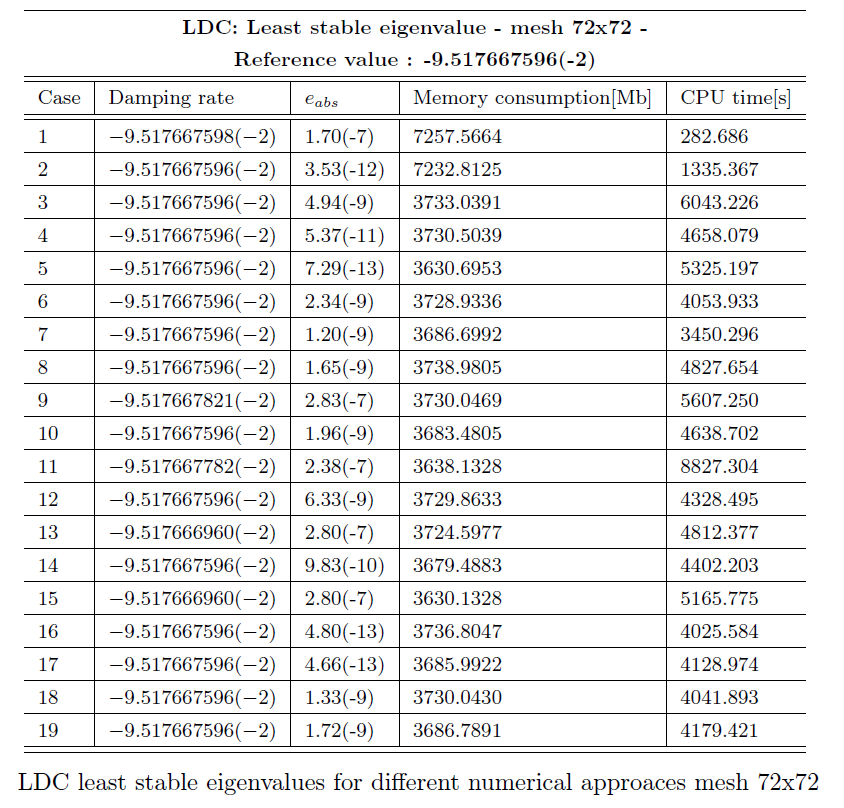 LDC: Least stable eigenvalue - mesh 72x72 -
Reference value : -9.517667596(-2)
Case Damping rate e_abs Memory consumption[Mb] CPU time[s]
1 −9.517667598(−2) 1.70(-7) 7257.5664 282.686
2 −9.517667596(−2) 3.53(-12) 7232.8125 1335.367
3 −9.517667596(−2) 4.94(-9) 3733.0391 6043.226
4 −9.517667596(−2) 5.37(-11) 3730.5039 4658.079
5 −9.517667596(−2) 7.29(-13) 3630.6953 5325.197
6 −9.517667596(−2) 2.34(-9) 3728.9336 4053.933
7 −9.517667596(−2) 1.20(-9) 3686.6992 3450.296
8 −9.517667596(−2) 1.65(-9) 3738.9805 4827.654
9 −9.517667821(−2) 2.83(-7) 3730.0469 5607.250
10 −9.517667596(−2) 1.96(-9) 3683.4805 4638.702
11 −9.517667782(−2) 2.38(-7) 3638.1328 8827.304
12 −9.517667596(−2) 6.33(-9) 3729.8633 4328.495
13 −9.517666960(−2) 2.80(-7) 3724.5977 4812.377
14 −9.517667596(−2) 9.83(-10) 3679.4883 4402.203
15 −9.517666960(−2) 2.80(-7) 3630.1328 5165.775
16 −9.517667596(−2) 4.80(-13) 3736.8047 4025.584
17 −9.517667596(−2) 4.66(-13) 3685.9922 4128.974
18 −9.517667596(−2) 1.33(-9) 3730.0430 4041.893
19 −9.517667596(−2) 1.72(-9) 3686.7891 4179.421
LDC least stable eigenvalues for different numerical approaces mesh 72x72